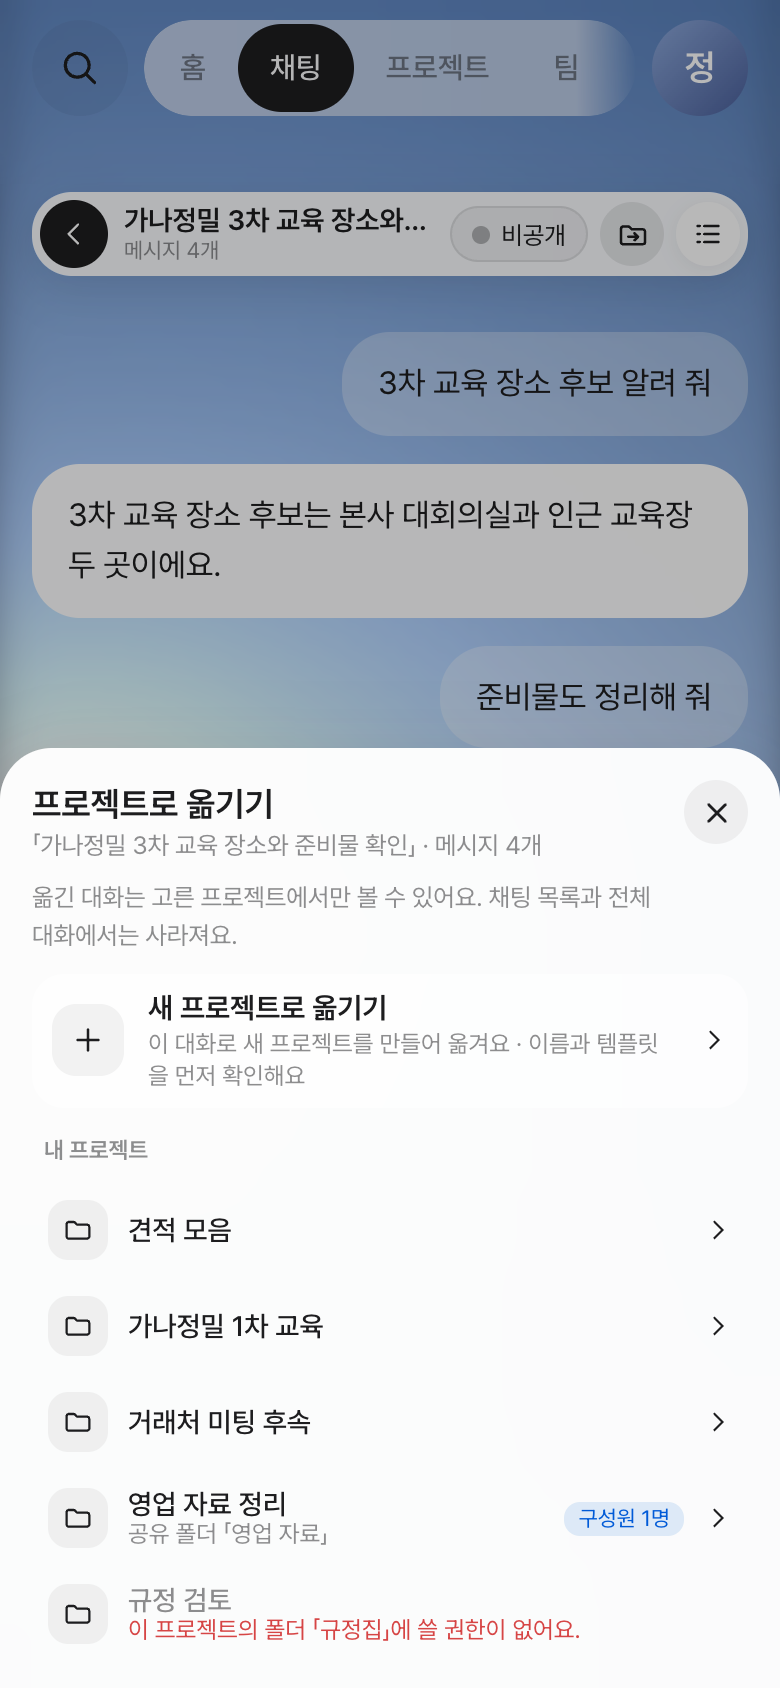 홈 채팅 프로젝트 팀 정
가나정밀 3차 교육 장소와... 비공개
메시지 4개
3차 교육 장소 후보 알려 줘
3차 교육 장소 후보는 본사 대회의실과 인근 교육장
두 곳이에요.
준비물도 정리해 줘
프로젝트로 옮기기
「가나정밀 3차 교육 장소와 준비물 확인」 · 메시지 4개
옮긴 대화는 고른 프로젝트에서만 볼 수 있어요. 채팅 목록과 전체
대화에서는 사라져요.
새 프로젝트로 옮기기
이 대화로 새 프로젝트를 만들어 옮겨요 · 이름과 템플릿
을 먼저 확인해요
내 프로젝트
견적 모음
가나정밀 1차 교육
거래처 미팅 후속
영업 자료 정리
공유 폴더 「영업 자료」 구성원 1명
규정 검토
이 프로젝트의 폴더 「규정집」에 쓸 권한이 없어요.